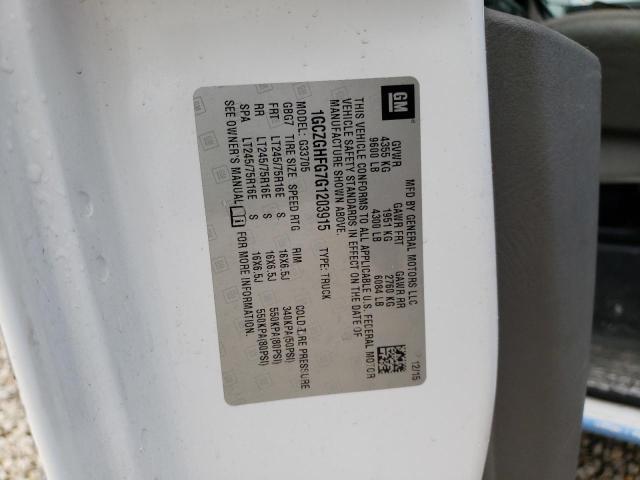 GM
MFD BY GENERAL MOTORS LLC 12/15
GVWR GAWR FRT GAWR RR
4355 KG 1951 KG 2760 KG
9600 LB 4300 LB 6084 LB
THIS VEHICLE CONFORMS TO ALL APPLICABLE U.S. FEDERAL MOTOR
VEHICLE SAFETY STANDARDS IN EFFECT ON THE DATE OF
MANUFACTURE SHOWN ABOVE.
1GCZGHFG7G1203915 TYPE: TRUCK
MODEL: G33705
GBG7 TIRE SIZE SPEED RTG RIM COLD TIRE PRESSURE
FRT LT245/75R16E S 16X6.5J 340KPA(50PSI)
RR LT245/75R16E S 16X6.5J 550KPA(80PSI)
SPA LT245/75R16E S 16X6.5J 550KPA(80PSI)
SEE OWNER'S MANUAL FOR MORE INFORMATION.